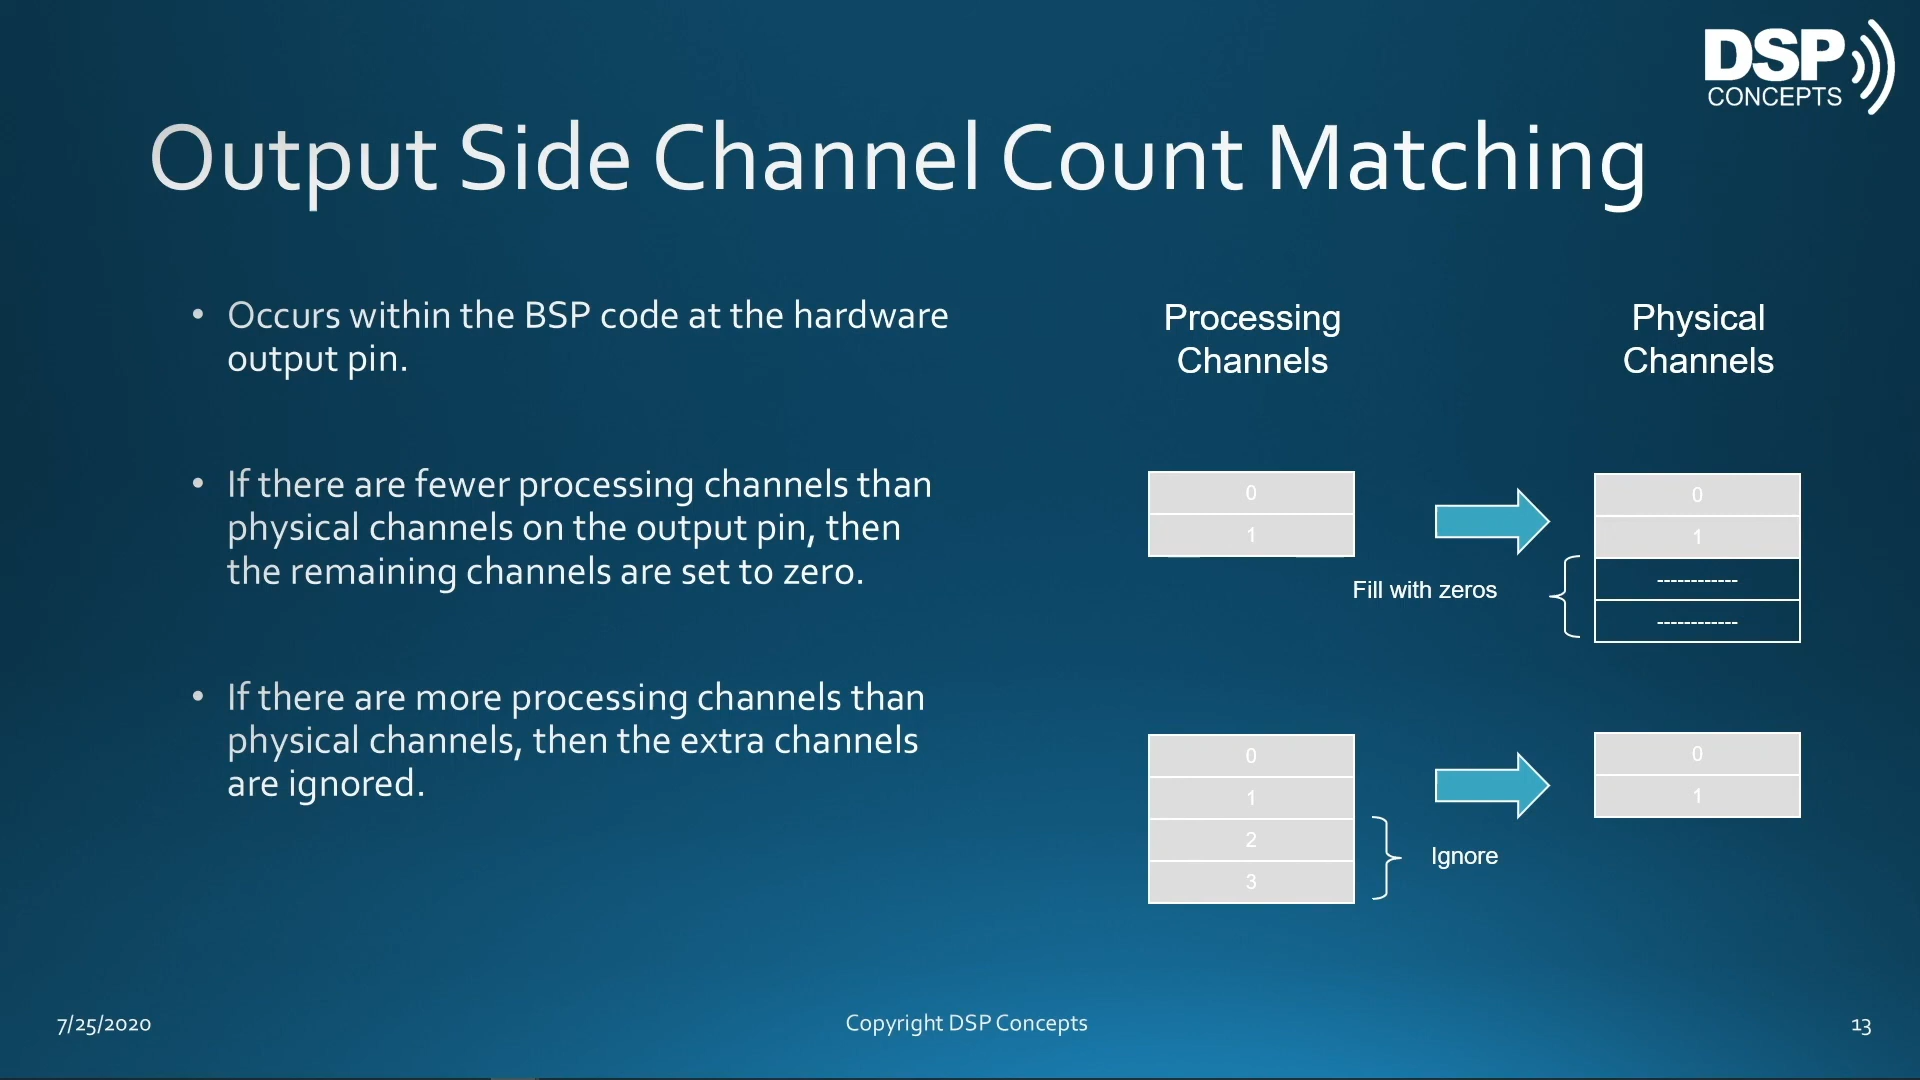 DSP
CONCEPTS
Output Side Channel Count Matching
• Occurs within the BSP code at the hardware
output pin.
• If there are fewer processing channels than
physical channels on the output pin, then
the remaining channels are set to zero.
• If there are more processing channels than
physical channels, then the extra channels
are ignored.
Processing
Channels
Physical
Channels
0
1
0
1
------------
------------
Fill with zeros
0
1
2
3
Ignore
0
1
7/25/2020
Copyright DSP Concepts
13